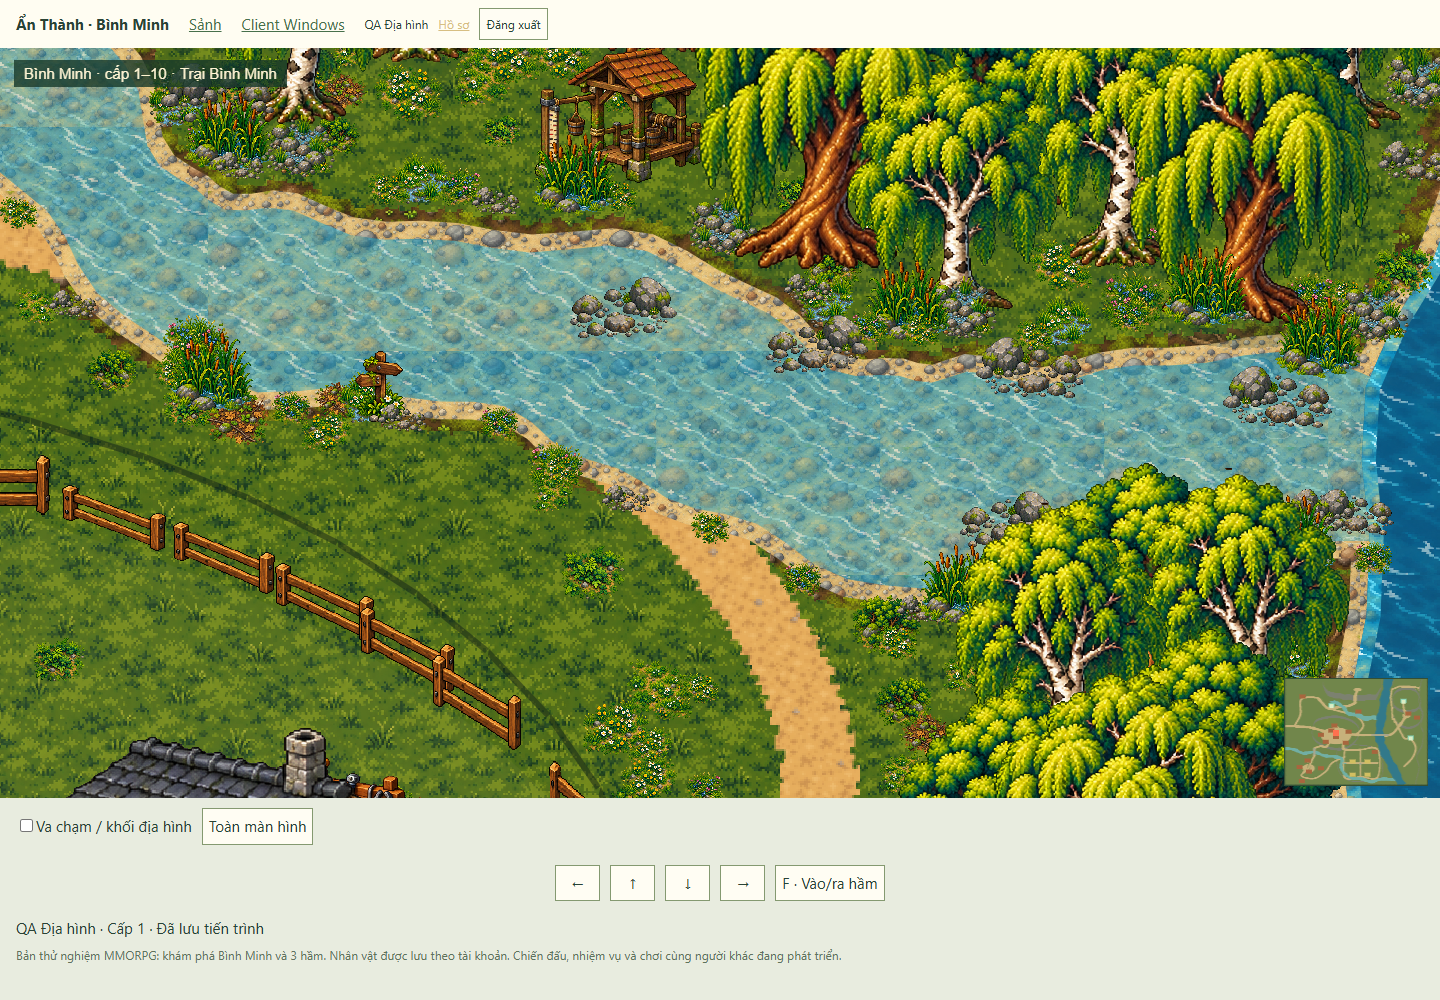 Ẩn Thành · Bình Minh Sảnh Client Windows QA Địa hình Hồ sơ Đăng xuất
Bình Minh · cấp 1–10 · Trại Bình Minh
Va chạm / khối địa hình Toàn màn hình
← ↑ ↓ → F · Vào/ra hầm
QA Địa hình · Cấp 1 · Đã lưu tiến trình
Bản thử nghiệm MMORPG: khám phá Bình Minh và 3 hầm. Nhân vật được lưu theo tài khoản. Chiến đấu, nhiệm vụ và chơi cùng người khác đang phát triển.